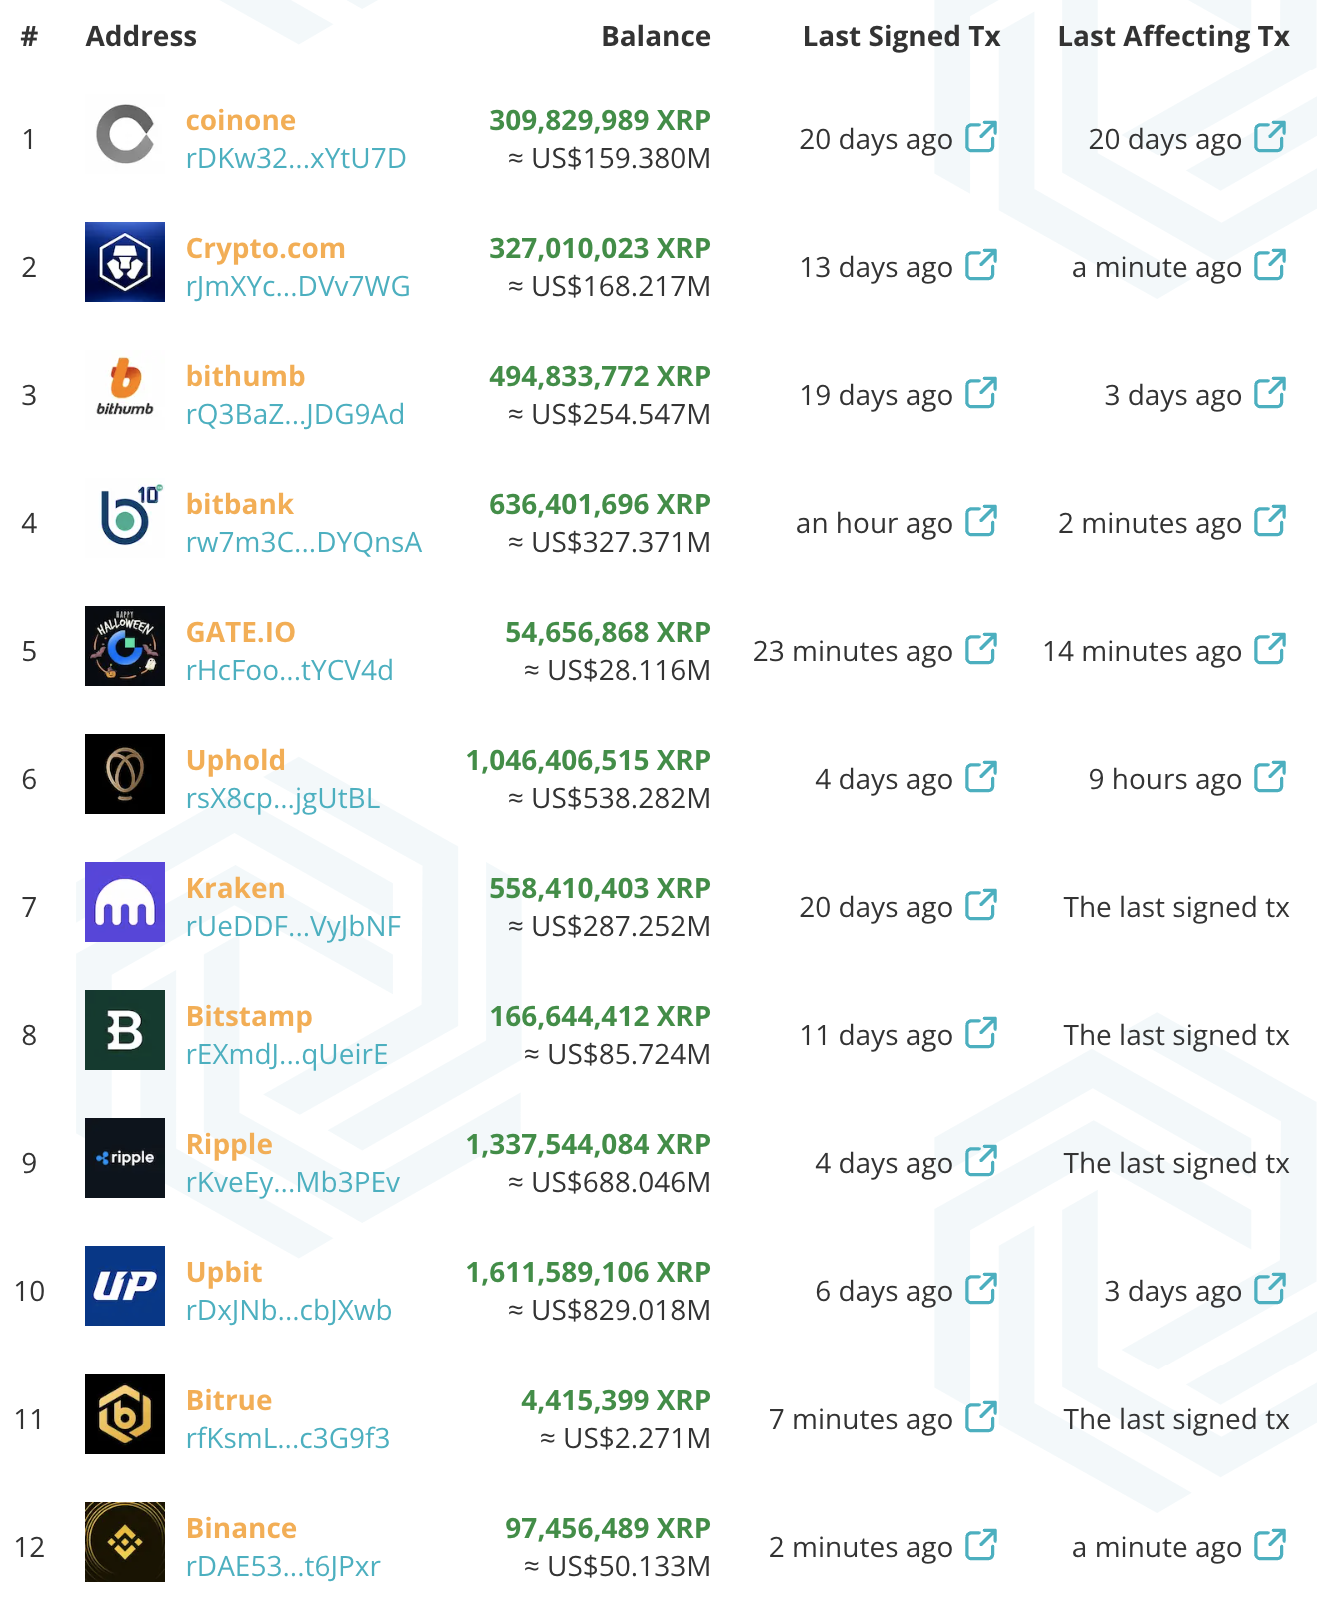 # Address Balance Last Signed Tx Last Affecting Tx
1 coinone 309,829,989 XRP 20 days ago 20 days ago
rDKw32...xYtU7D ≈ US$159.380M
2 Crypto.com 327,010,023 XRP 13 days ago a minute ago
rJmXYc...DVv7WG ≈ US$168.217M
bithumb
3 bithumb 494,833,772 XRP 19 days ago 3 days ago
rQ3BaZ...JDG9Ad ≈ US$254.547M
10
4 bitbank 636,401,696 XRP an hour ago 2 minutes ago
rw7m3C...DYQnsA ≈ US$327.371M
HAPPY
HALLOWEEN
5 GATE.IO 54,656,868 XRP 23 minutes ago 14 minutes ago
rHcFoo...tYCV4d ≈ US$28.116M
6 Uphold 1,046,406,515 XRP 4 days ago 9 hours ago
rsX8cp...jgUtBL ≈ US$538.282M
7 Kraken 558,410,403 XRP 20 days ago The last signed tx
rUeDDF...VyJbNF ≈ US$287.252M
B
8 Bitstamp 166,644,412 XRP 11 days ago The last signed tx
rEXmdJ...qUeirE ≈ US$85.724M
ripple
9 Ripple 1,337,544,084 XRP 4 days ago The last signed tx
rKveEy...Mb3PEv ≈ US$688.046M
UP
10 Upbit 1,611,589,106 XRP 6 days ago 3 days ago
rDxJNb...cbJXwb ≈ US$829.018M
11 Bitrue 4,415,399 XRP 7 minutes ago The last signed tx
rfKsmL...c3G9f3 ≈ US$2.271M
12 Binance 97,456,489 XRP 2 minutes ago a minute ago
rDAE53...t6JPxr ≈ US$50.133M